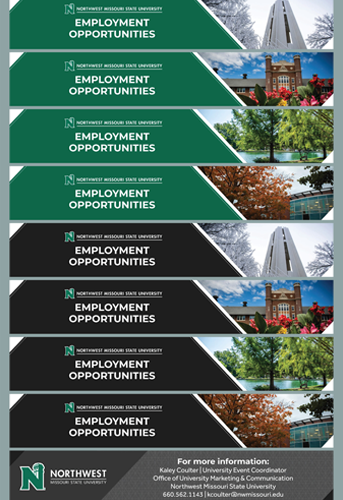 NORTHWEST MISSOURI STATE UNIVERSITY
EMPLOYMENT
OPPORTUNITIES
NORTHWEST MISSOURI STATE UNIVERSITY
EMPLOYMENT
OPPORTUNITIES
NORTHWEST MISSOURI STATE UNIVERSITY
EMPLOYMENT
OPPORTUNITIES
NORTHWEST MISSOURI STATE UNIVERSITY
EMPLOYMENT
OPPORTUNITIES
NORTHWEST MISSOURI STATE UNIVERSITY
EMPLOYMENT
OPPORTUNITIES
NORTHWEST MISSOURI STATE UNIVERSITY
EMPLOYMENT
OPPORTUNITIES
NORTHWEST MISSOURI STATE UNIVERSITY
EMPLOYMENT
OPPORTUNITIES
NORTHWEST MISSOURI STATE UNIVERSITY
EMPLOYMENT
OPPORTUNITIES
N NORTHWEST
MISSOURI STATE UNIVERSITY
For more information:
Kaley Coulter | University Event Coordinator
Office of University Marketing & Communication
Northwest Missouri State University
660.562.1143 | kcoulter@nwmissouri.edu